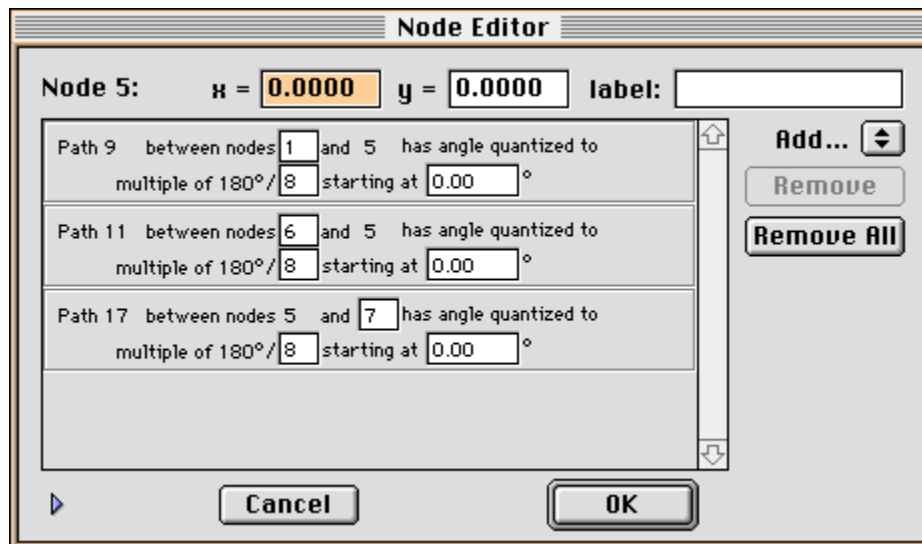 Node Editor
Node 5: x = 0.0000 y = 0.0000 label:
Path 9 between nodes 1 and 5 has angle quantized to
multiple of 180°/ 8 starting at 0.00 °
Path 11 between nodes 6 and 5 has angle quantized to
multiple of 180°/ 8 starting at 0.00 °
Path 17 between nodes 5 and 7 has angle quantized to
multiple of 180°/ 8 starting at 0.00 °
Add...
Remove
Remove All
Cancel OK